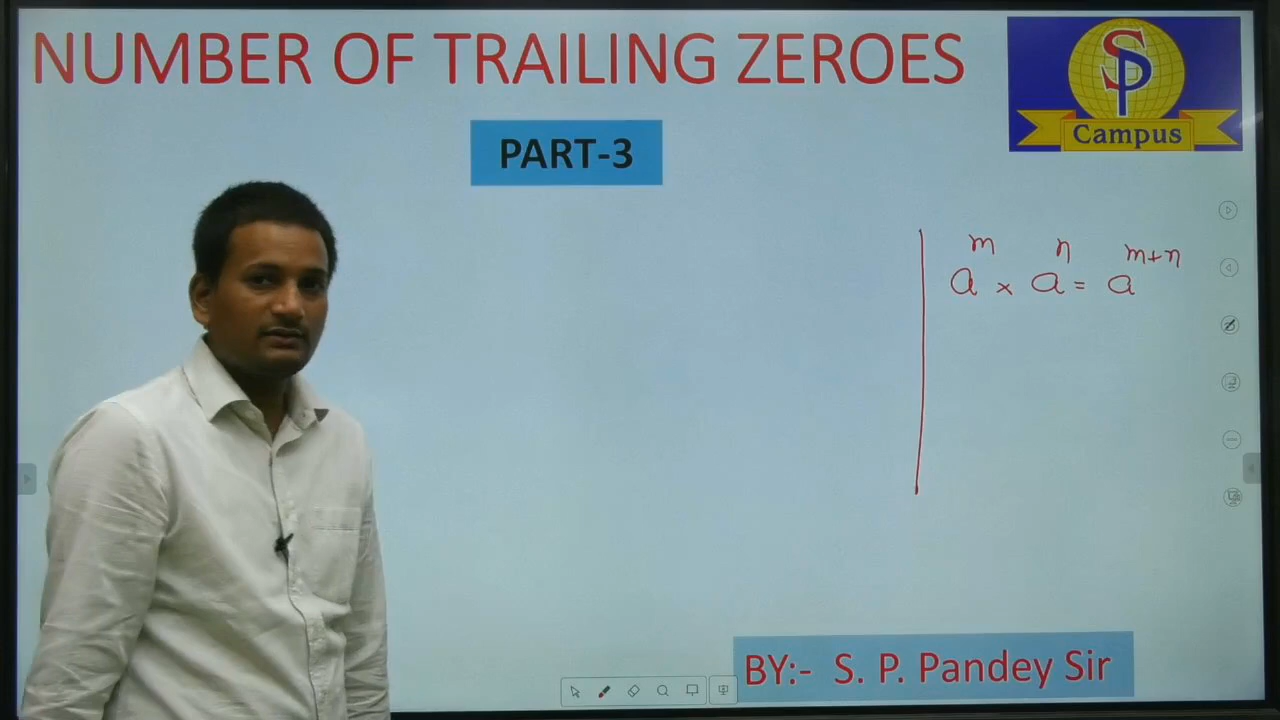 NUMBER OF TRAILING ZEROES
SP
Campus
PART-3
a^m × a^n = a^m+n
BY:- S. P. Pandey Sir